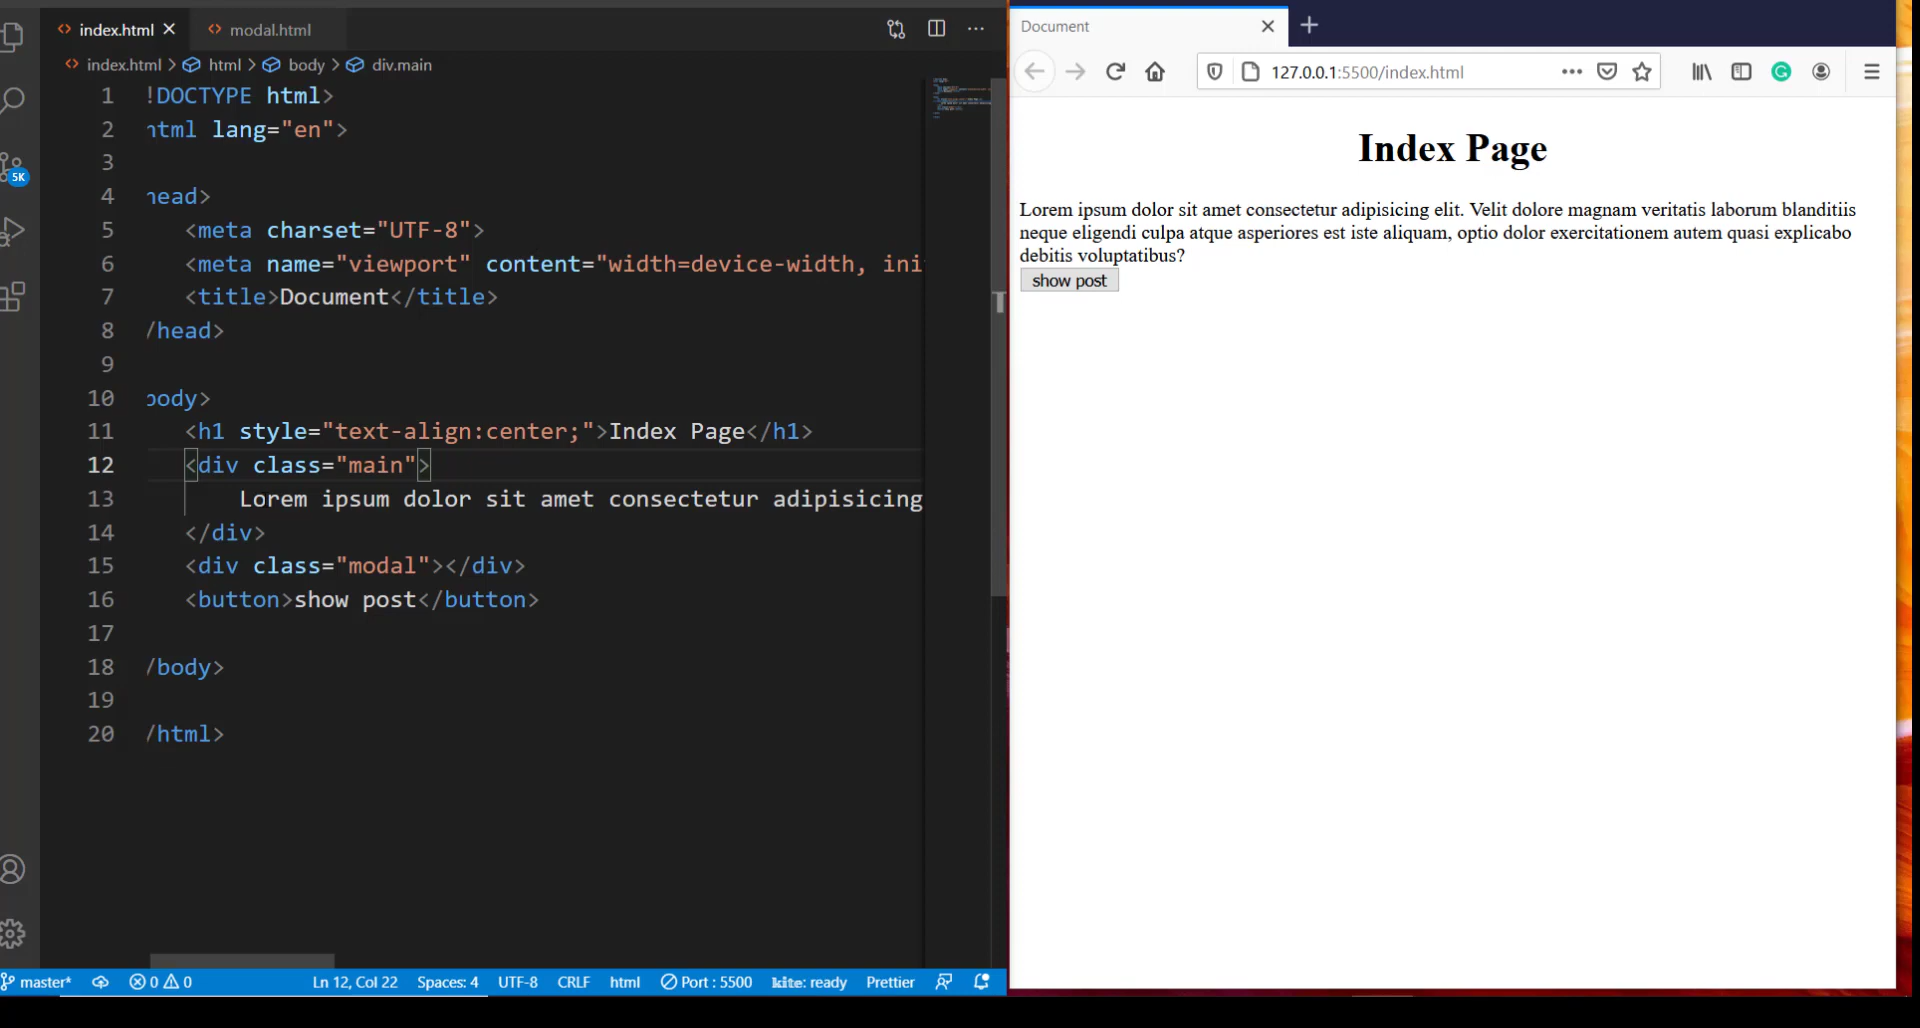 index.html
modal.html
index.html > html > body > div.main
1 !DOCTYPE html>
2 html lang="en">
3
4 head>
5 <meta charset="UTF-8">
6 <meta name="viewport" content="width=device-width, ini
7 <title>Document</title>
8 /head>
9
10 body>
11 <h1 style="text-align:center;">Index Page</h1>
12 <div class="main">
13 Lorem ipsum dolor sit amet consectetur adipisicing
14 </div>
15 <div class="modal"></div>
16 <button>show post</button>
17
18 /body>
19
20 /html>
5K
master* 0 0 Ln 12, Col 22 Spaces: 4 UTF-8 CRLF html Port : 5500 kite: ready Prettier
Document
127.0.0.1:5500/index.html
Index Page
Lorem ipsum dolor sit amet consectetur adipisicing elit. Velit dolore magnam veritatis laborum blanditiis
neque eligendi culpa atque asperiores est iste aliquam, optio dolor exercitationem autem quasi explicabo
debitis voluptatibus?
show post